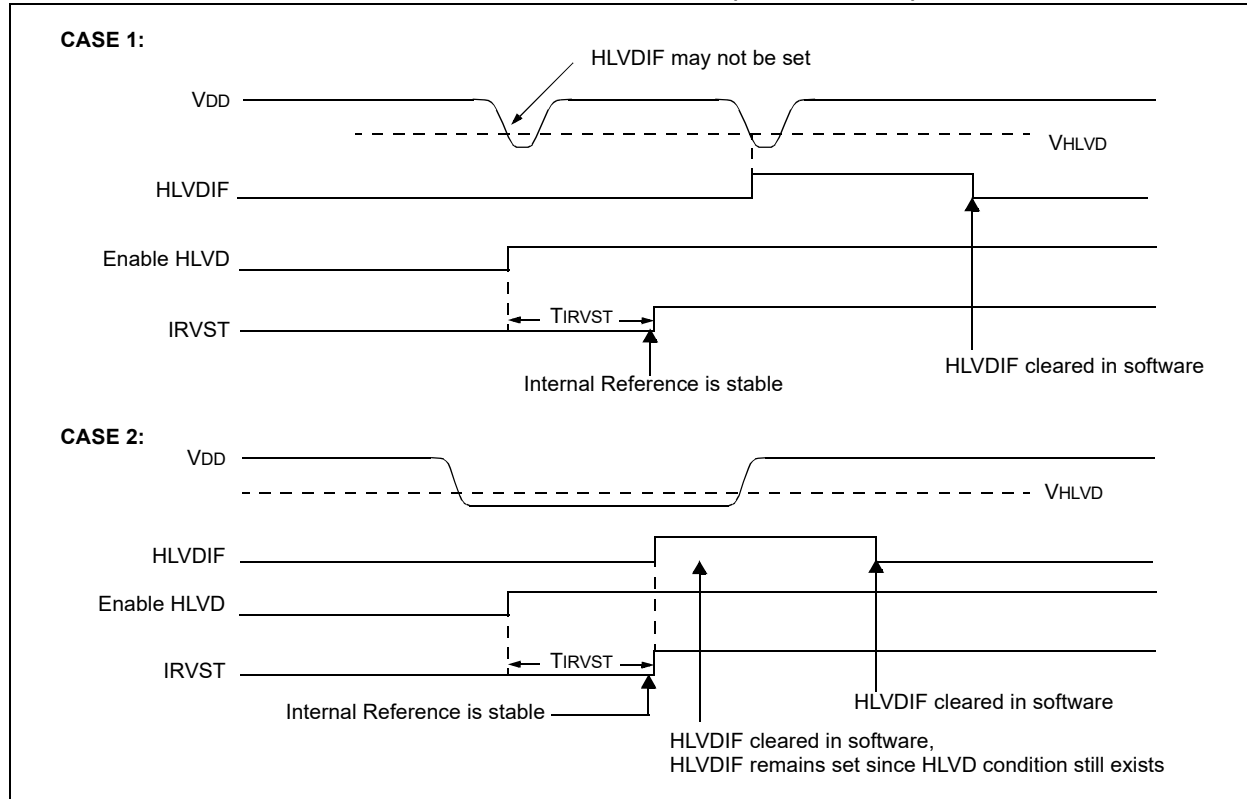 CASE 1:
HLVDIF may not be set
VDD
VHLVD
HLVDIF
Enable HLVD
TIRVST
IRVST
HLVDIF cleared in software
Internal Reference is stable
CASE 2:
VDD
VHLVD
HLVDIF
Enable HLVD
TIRVST
IRVST
HLVDIF cleared in software
Internal Reference is stable
HLVDIF cleared in software,
HLVDIF remains set since HLVD condition still exists